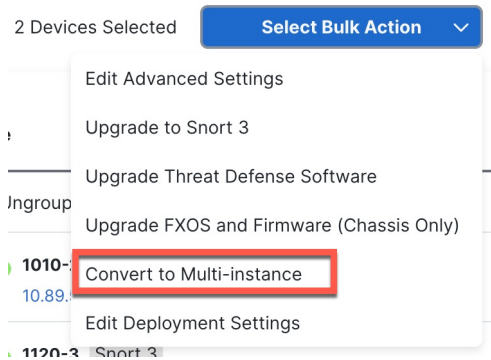 2 Devices Selected
Select Bulk Action
Edit Advanced Settings
Upgrade to Snort 3
Upgrade Threat Defense Software
Ungroup
Upgrade FXOS and Firmware (Chassis Only)
1010-
Convert to Multi-instance
10.89.
Edit Deployment Settings
1120-3 Snort 3